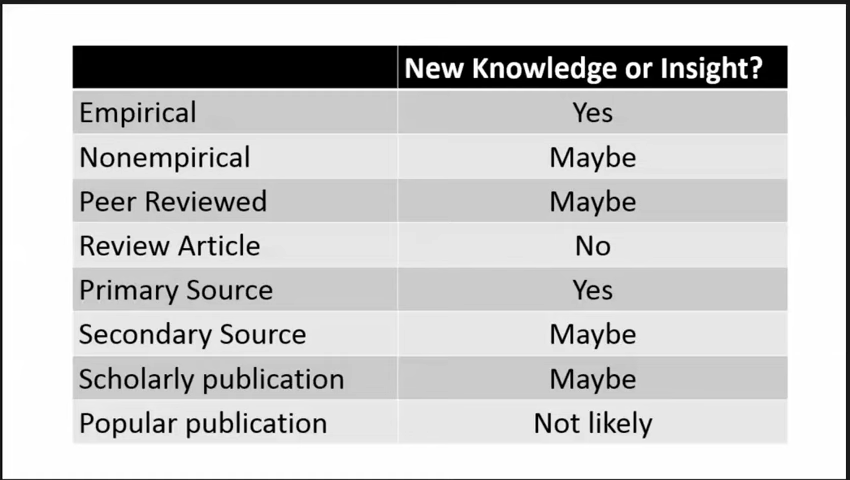 New Knowledge or Insight?
Empirical Yes
Nonempirical Maybe
Peer Reviewed Maybe
Review Article No
Primary Source Yes
Secondary Source Maybe
Scholarly publication Maybe
Popular publication Not likely